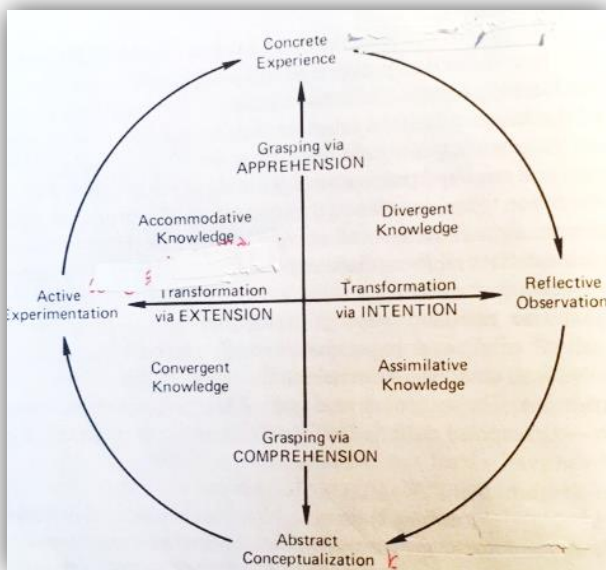 Concrete
Experience
Grasping via
APPREHENSION
Accommodative
Knowledge
Divergent
Knowledge
Active
Experimentation
Transformation
via EXTENSION
Transformation
via INTENTION
Reflective
Observation
Convergent
Knowledge
Assimilative
Knowledge
Grasping via
COMPREHENSION
Abstract
Conceptualization